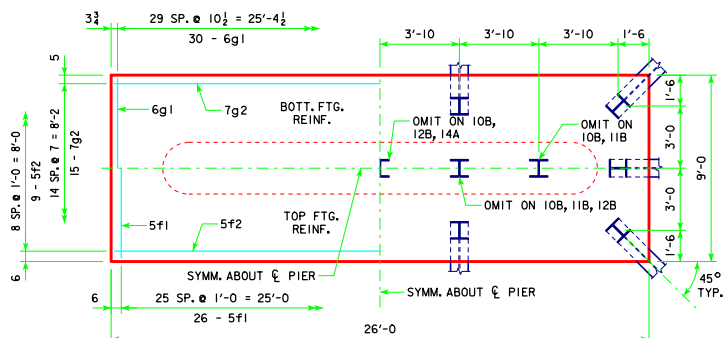 3¾
29 SP. @ 10½ = 25'-4½
30 - 6g1
3'-10
3'-10
3'-10
1'-6
5
6g1
7g2
BOTT. FTG.
REINF.
OMIT ON 10B,
12B, 14A
OMIT ON
10B, 11B
1'-6
3'-0
9'-0
3'-0
1'-6
8 SP. @ 1'-0 = 8'-0
9 - 5f2
14 SP. @ 7 = 8'-2
15 - 7g2
OMIT ON 10B, 11B, 12B
TOP FTG.
REINF.
5f1
5f2
6
SYMM. ABOUT ℄ PIER
SYMM. ABOUT ℄ PIER
45°
TYP.
6
25 SP. @ 1'-0 = 25'-0
26 - 5f1
26'-0